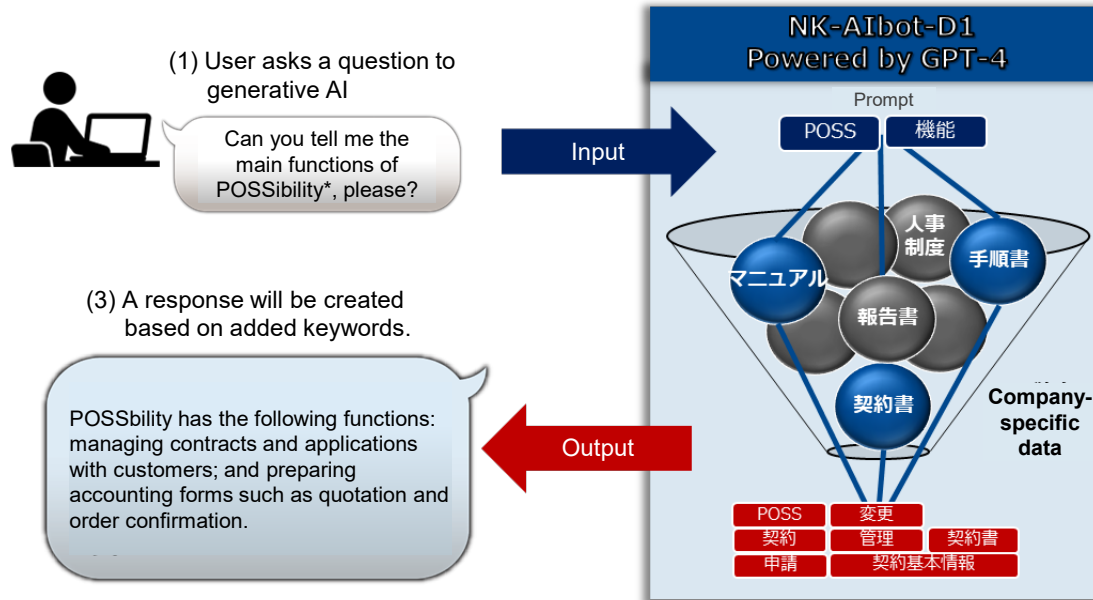 NK-AIbot-D1
Powered by GPT-4
(1) User asks a question to
generative AI
Can you tell me the
main functions of
POSSibility*, please?
Input
Prompt
POSS
機能
人事
制度
マニュアル
手順書
報告書
契約書
Company-
specific
data
(3) A response will be created
based on added keywords.
POSSbility has the following functions:
managing contracts and applications
with customers; and preparing
accounting forms such as quotation and
order confirmation.
Output
POSS
変更
契約
管理
契約書
申請
契約基本情報